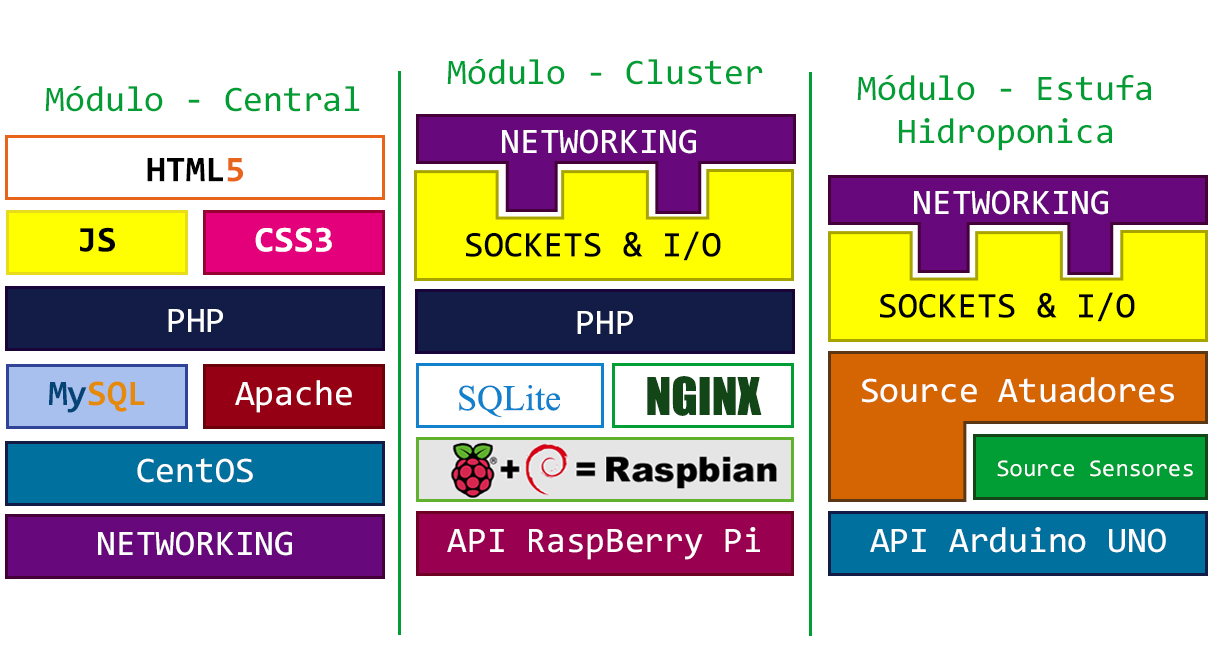 Módulo - Central
HTML5
JS
CSS3
PHP
MySQL
Apache
CentOS
NETWORKING
Módulo - Cluster
NETWORKING
SOCKETS & I/O
PHP
SQLite
NGINX
®+ = Raspbian
API RaspBerry Pi
Módulo - Estufa
Hidroponica
NETWORKING
SOCKETS & I/O
Source Atuadores
Source Sensores
API Arduino UNO